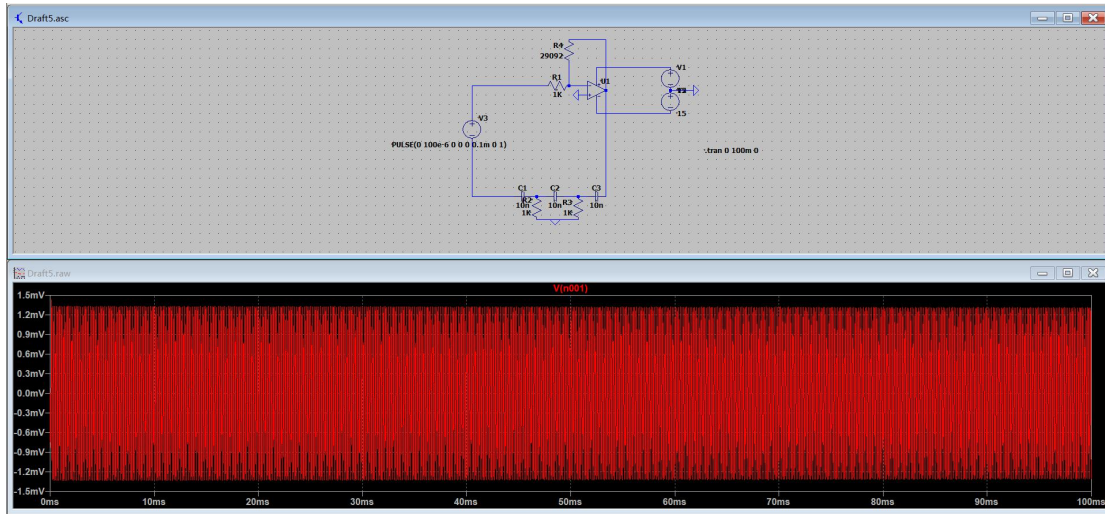 Draft5.asc
R4
29092
R1
1K
U1
V1
15
V3
PULSE(0 100e-6 0 0 0 0.1m 0 1)
.tran 0 100m 0
C1
C2
C3
10n
R2
10n
R3
10n
1K
1K
Draft5.raw
V(n001)
1.5mV
1.2mV
0.9mV
0.6mV
0.3mV
0.0mV
-0.3mV
-0.6mV
-0.9mV
-1.2mV
-1.5mV
0ms
10ms
20ms
30ms
40ms
50ms
60ms
70ms
80ms
90ms
100ms